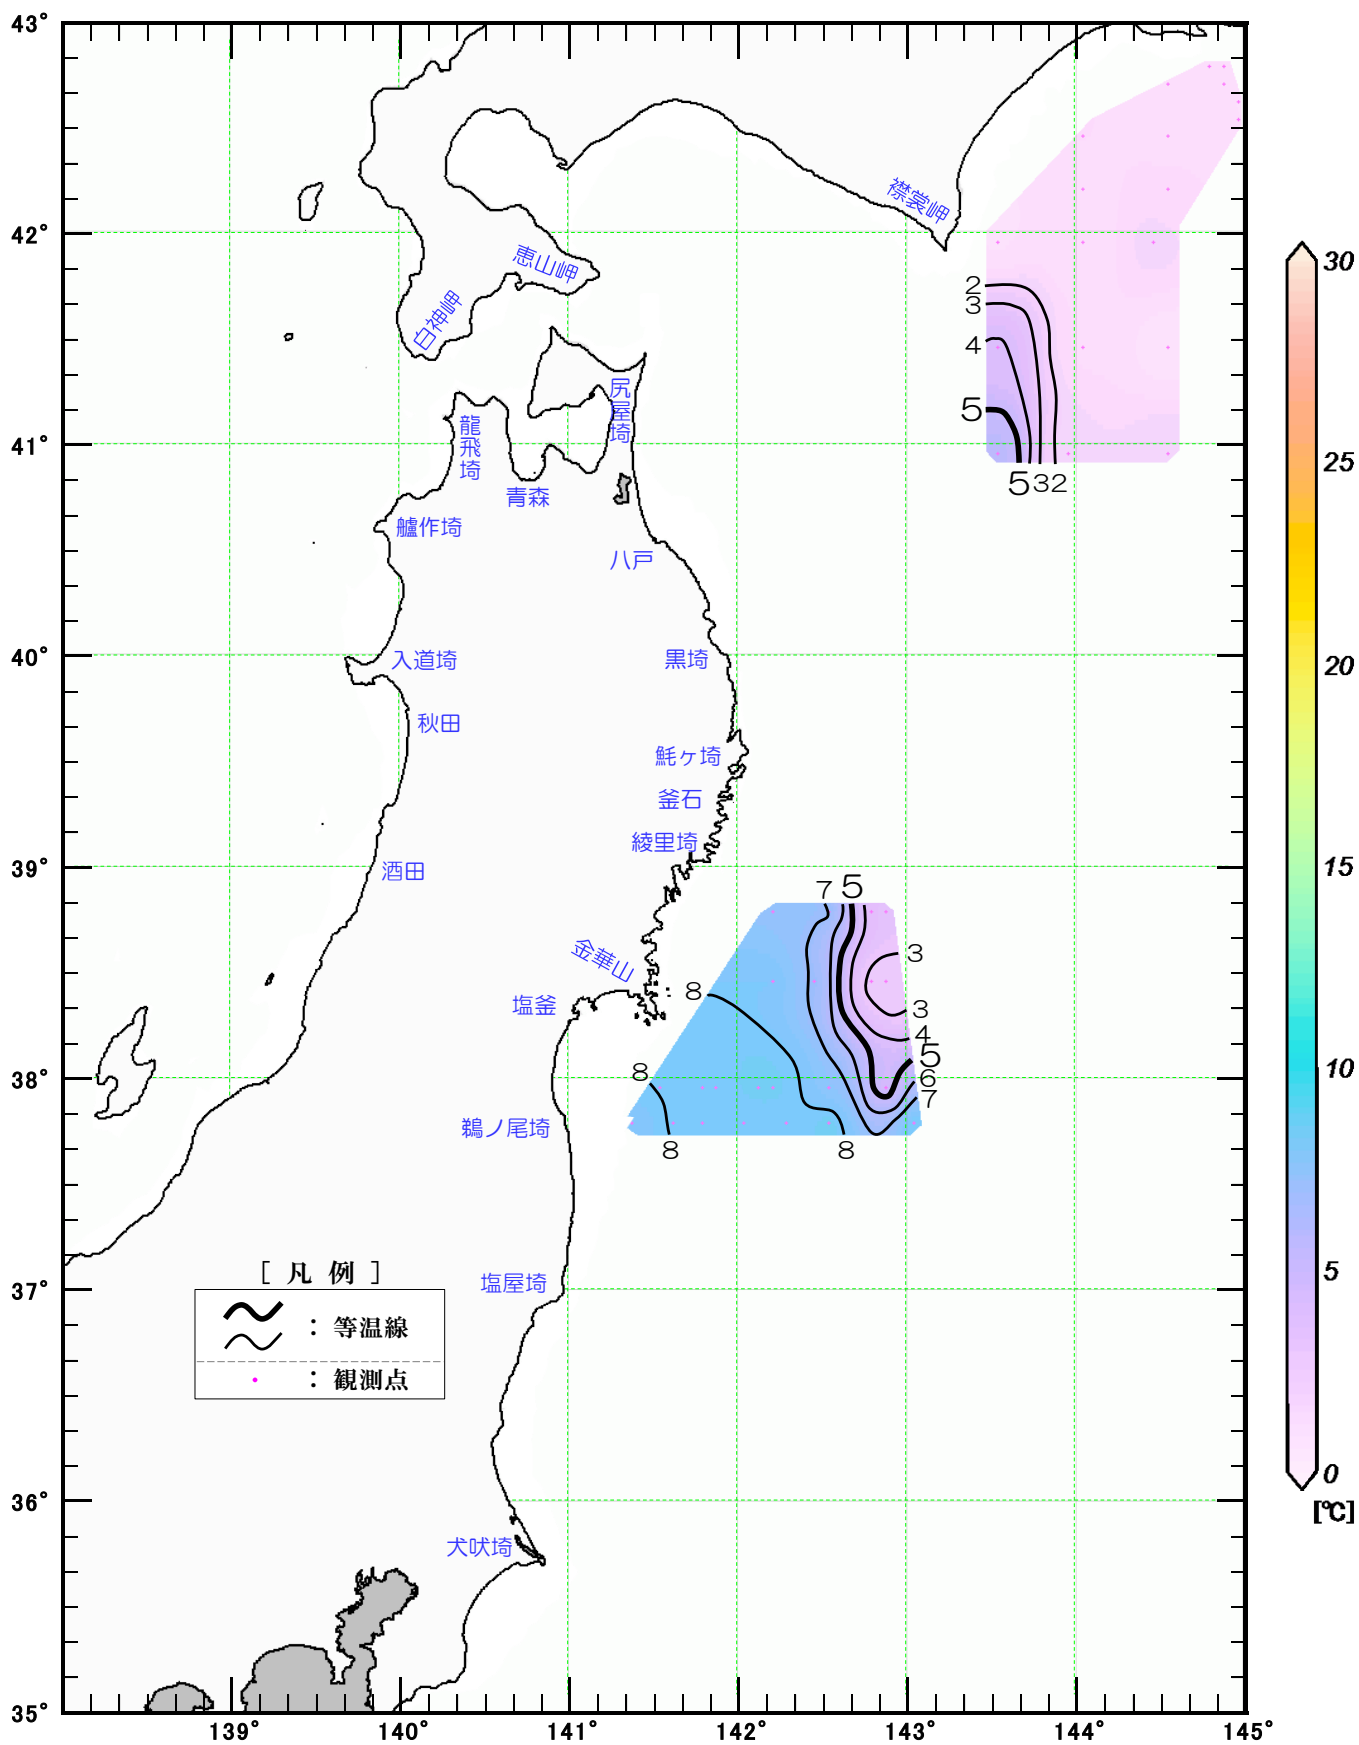 43°
42°
41°
40°
39°
38°
37°
36°
35°
139°
140°
141°
142°
143°
144°
145°
襟裳岬
恵山岬
白神岬
尻屋埼
龍飛埼
青森
艫作埼
八戸
入道埼
黒埼
秋田
魹ヶ埼
釜石
綾里埼
酒田
金華山
塩釜
鵜ノ尾埼
塩屋埼
犬吠埼
2
3
4
5
5 3 2
7 5
3
3
4
5
6
7
8
8
8
8
[ 凡 例 ]
: 等温線
: 観測点
30
25
20
15
10
5
0
[℃]